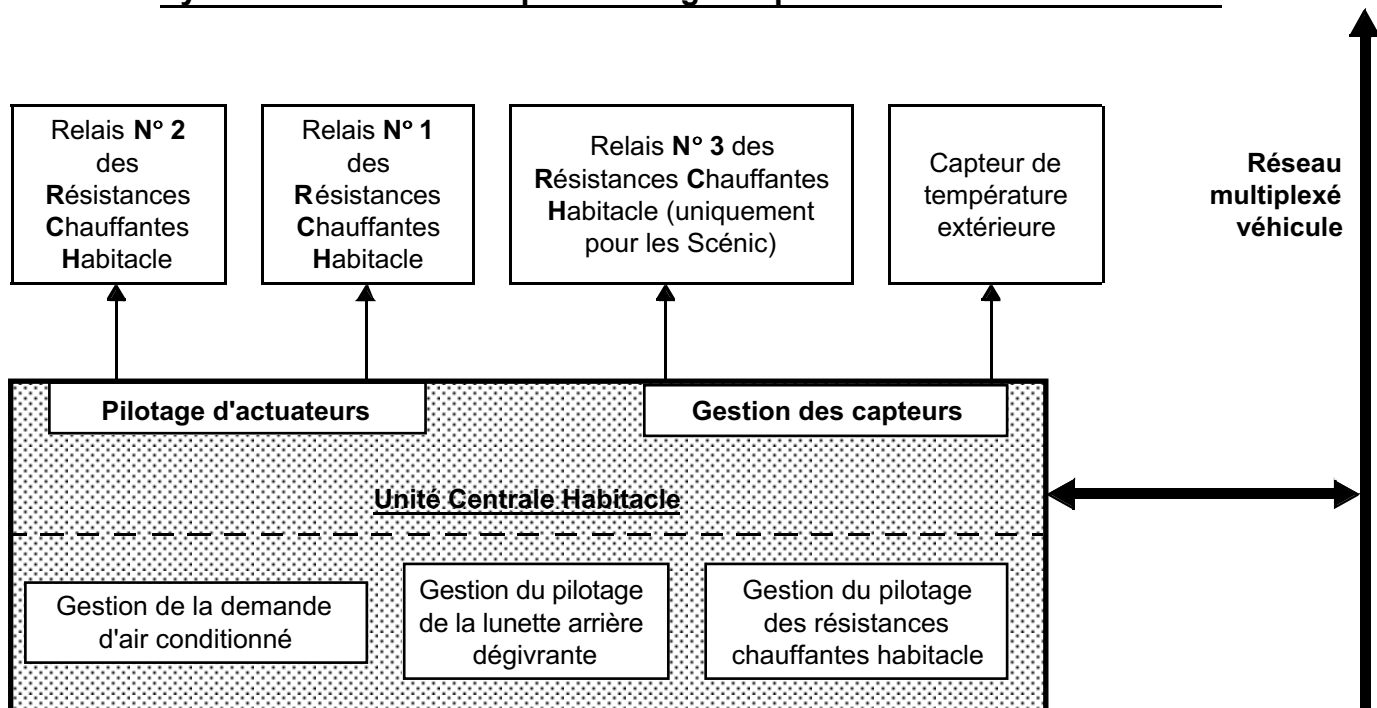 Relais N° 2
des
Résistances
Chauffantes
Habitacle
Relais N° 1
des
Résistances
Chauffantes
Habitacle
Relais N° 3 des
Résistances Chauffantes
Habitacle (uniquement
pour les Scénic)
Capteur de
température
extérieure
Réseau
multiplexé
véhicule
Pilotage d'actuateurs
Gestion des capteurs
Unité Centrale Habitacle
Gestion de la demande
d'air conditionné
Gestion du pilotage
de la lunette arrière
dégivrante
Gestion du pilotage
des résistances
chauffantes habitacle